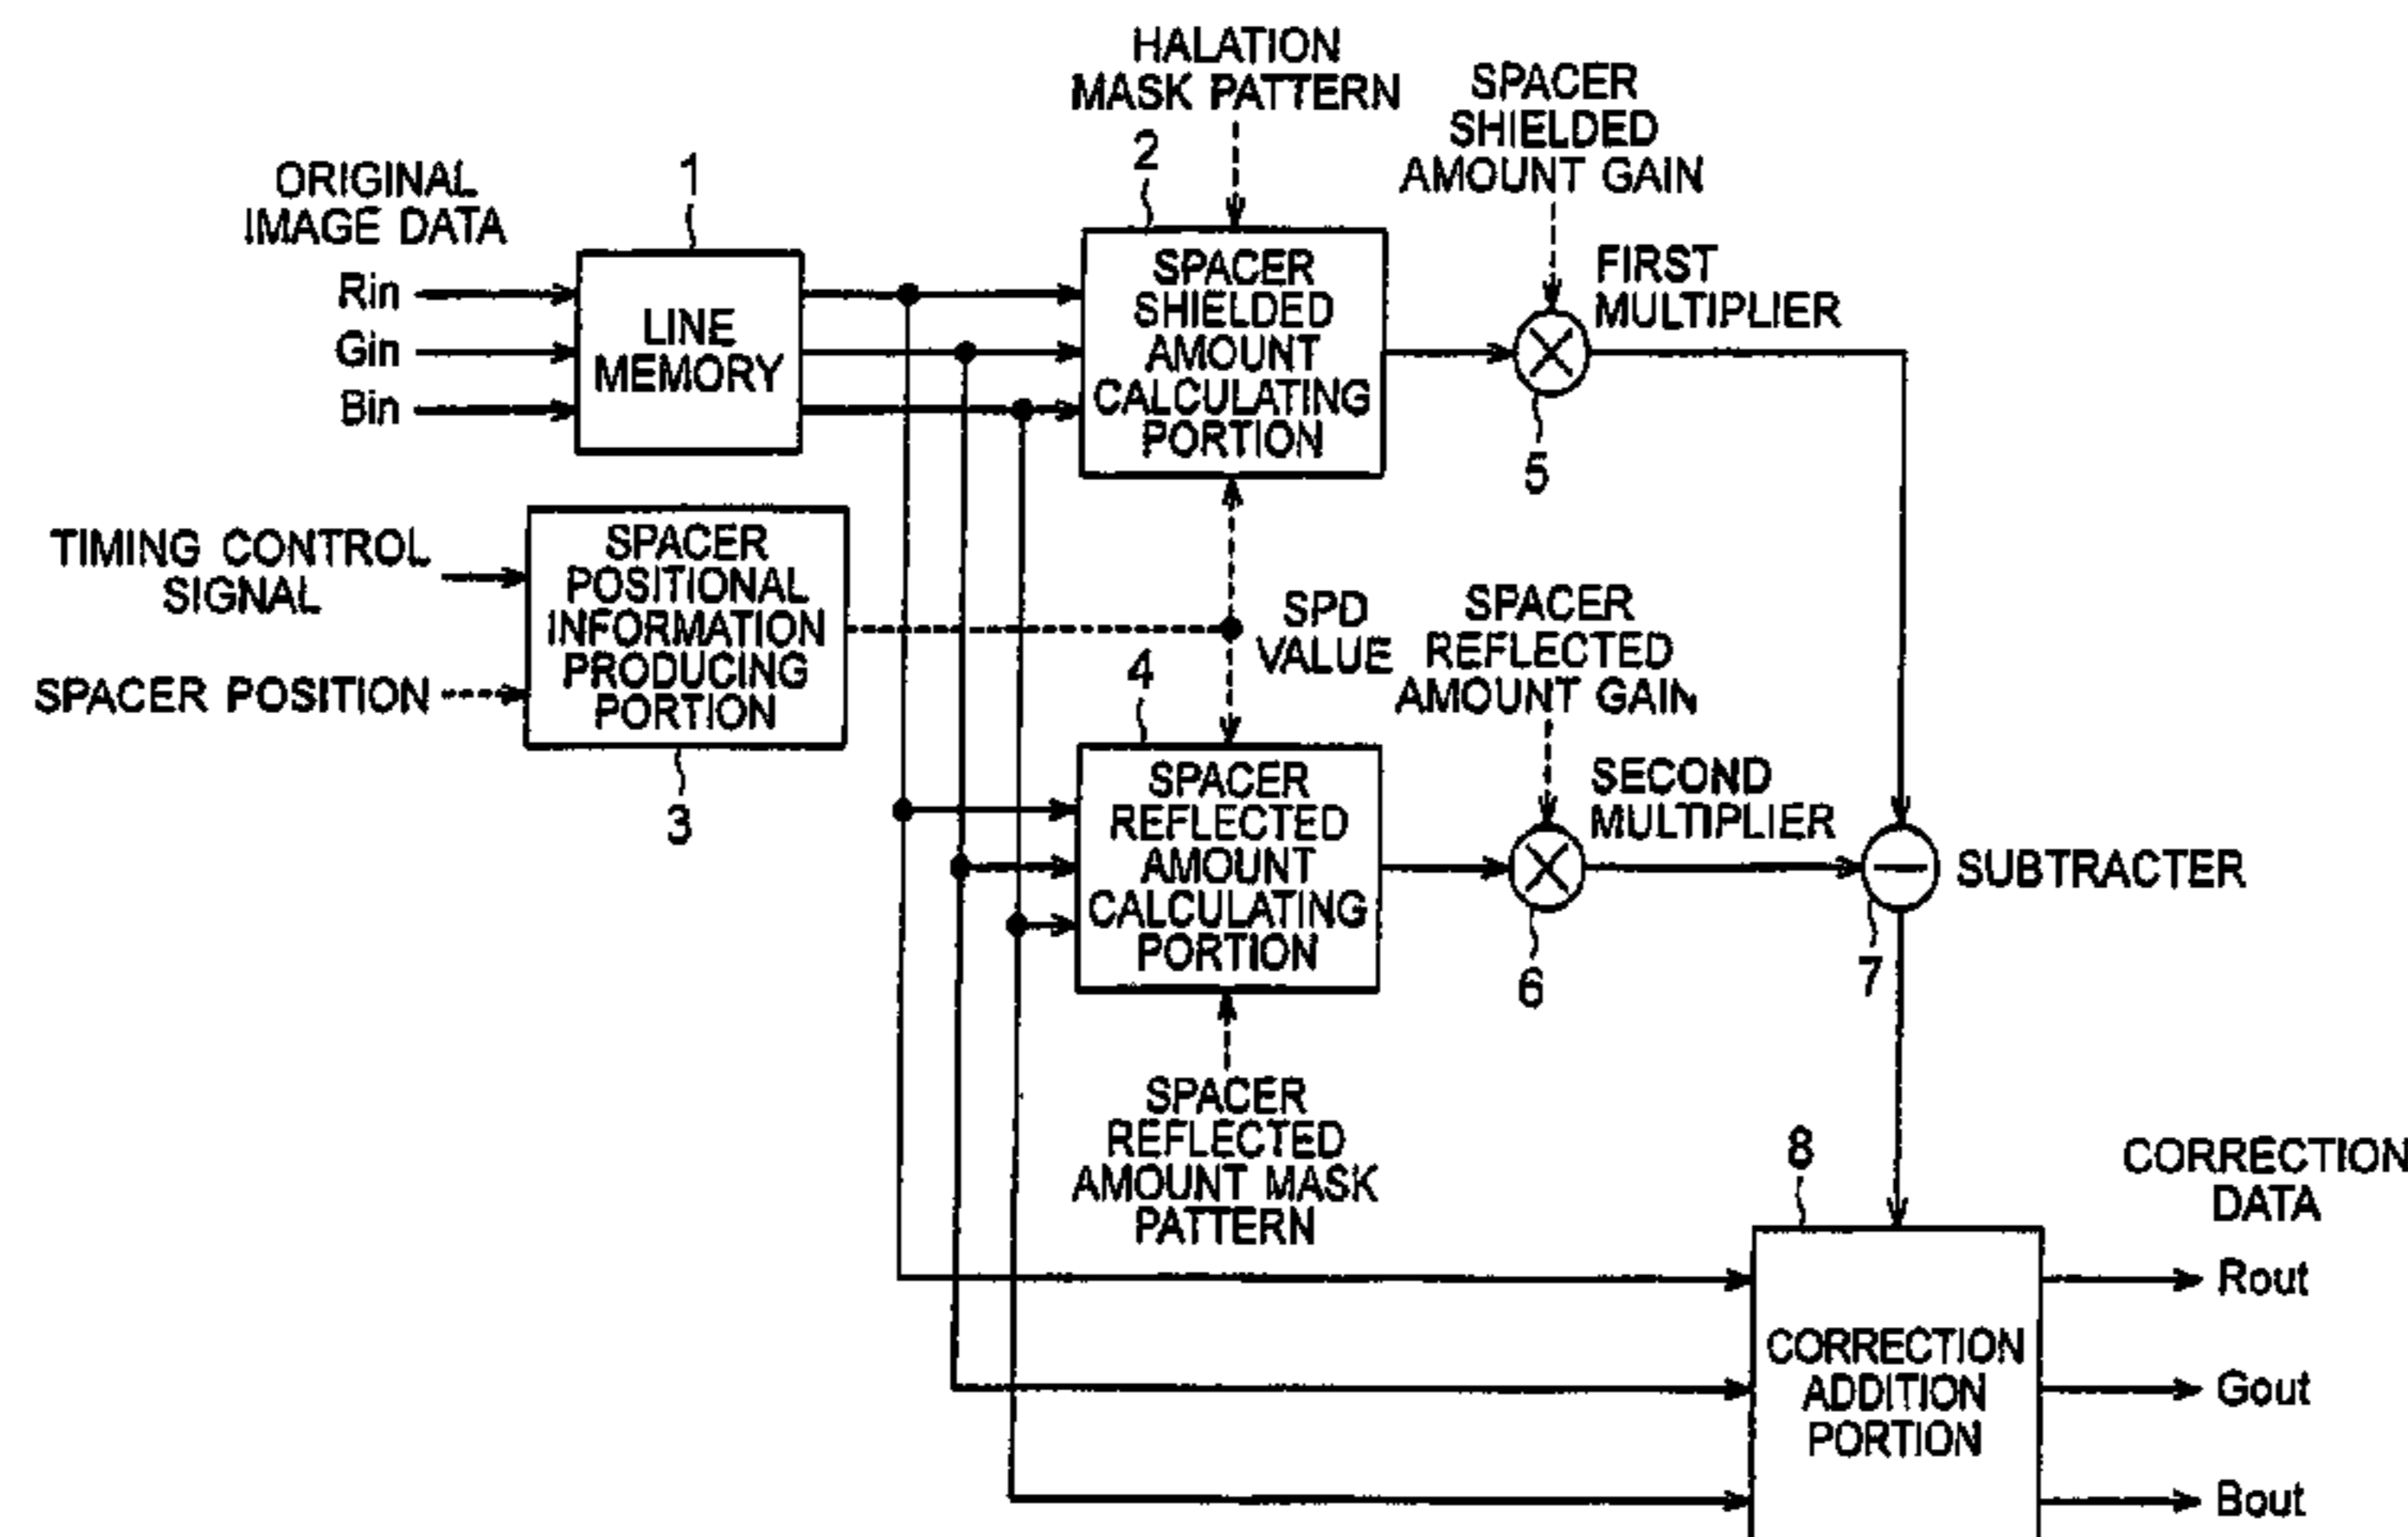 HALATION
MASK PATTERN
SPACER
SHIELDED
AMOUNT GAIN
2
1
ORIGINAL
IMAGE DATA
Rin
Gin
Bin
LINE
MEMORY
SPACER
SHIELDED
AMOUNT
CALCULATING
PORTION
FIRST
MULTIPLIER
5
TIMING CONTROL
SIGNAL
SPACER POSITION
SPACER
POSITIONAL
INFORMATION
PRODUCING
PORTION
3
SPD
VALUE
4
SPACER
REFLECTED
AMOUNT GAIN
SPACER
REFLECTED
AMOUNT
CALCULATING
PORTION
SECOND
MULTIPLIER
6
SUBTRACTER
7
SPACER
REFLECTED
AMOUNT MASK
PATTERN
8
CORRECTION
DATA
CORRECTION
ADDITION
PORTION
Rout
Gout
Bout